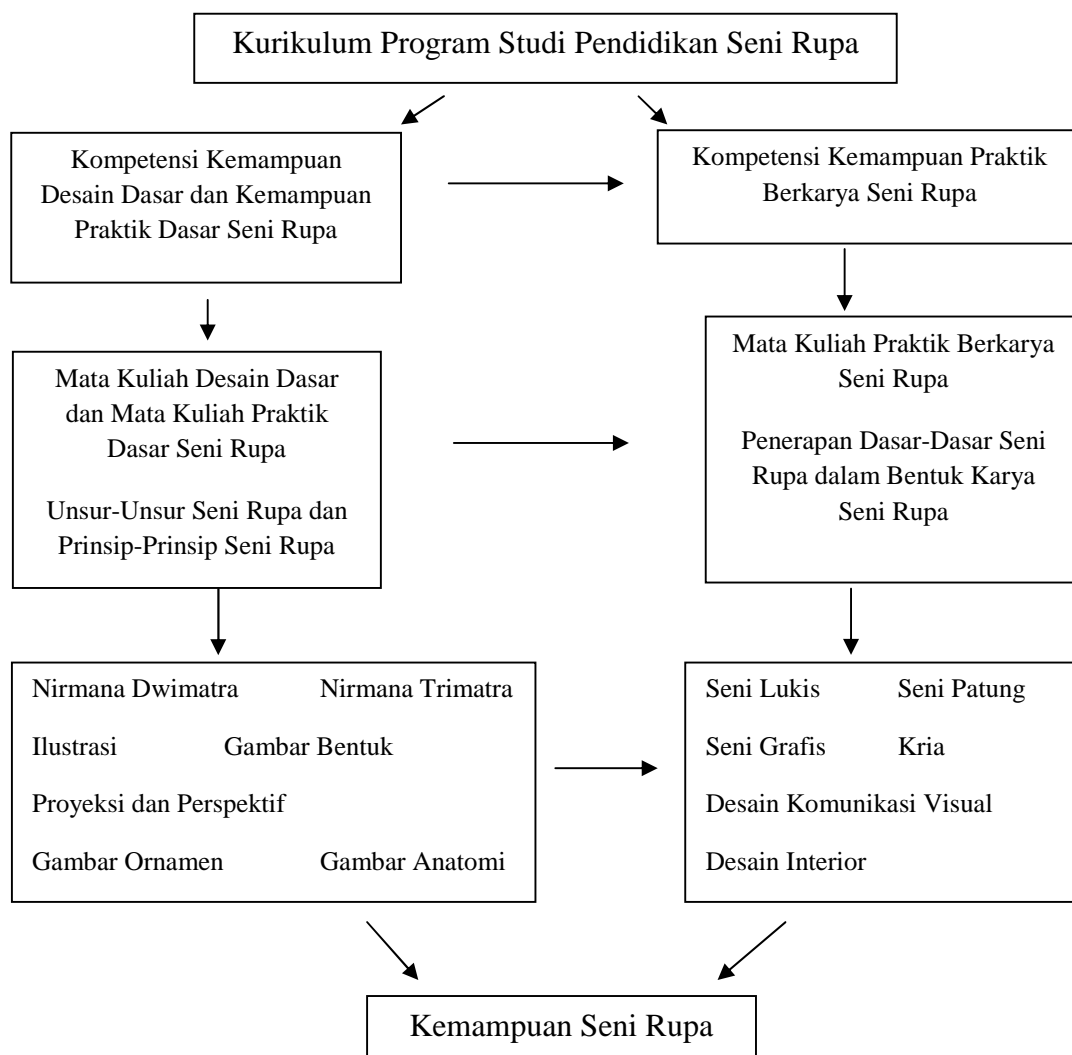 Kurikulum Program Studi Pendidikan Seni Rupa
Kompetensi Kemampuan
Desain Dasar dan Kemampuan
Praktik Dasar Seni Rupa
Kompetensi Kemampuan Praktik
Berkarya Seni Rupa
Mata Kuliah Desain Dasar
dan Mata Kuliah Praktik
Dasar Seni Rupa
Unsur-Unsur Seni Rupa dan
Prinsip-Prinsip Seni Rupa
Mata Kuliah Praktik Berkarya
Seni Rupa
Penerapan Dasar-Dasar Seni
Rupa dalam Bentuk Karya
Seni Rupa
Nirmana Dwimatra Nirmana Trimatra
Ilustrasi Gambar Bentuk
Proyeksi dan Perspektif
Gambar Ornamen Gambar Anatomi
Seni Lukis Seni Patung
Seni Grafis Kria
Desain Komunikasi Visual
Desain Interior
Kemampuan Seni Rupa